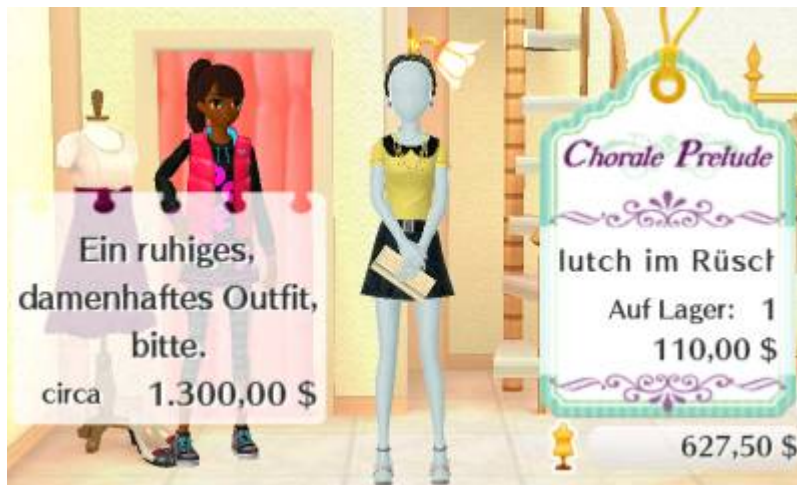 Ein ruhiges,
damenhaftes Outfit,
bitte.
circa 1.300,00 $
Chorale Prelude
lutch im Rüsch
Auf Lager: 1
110,00 $
627,50 $